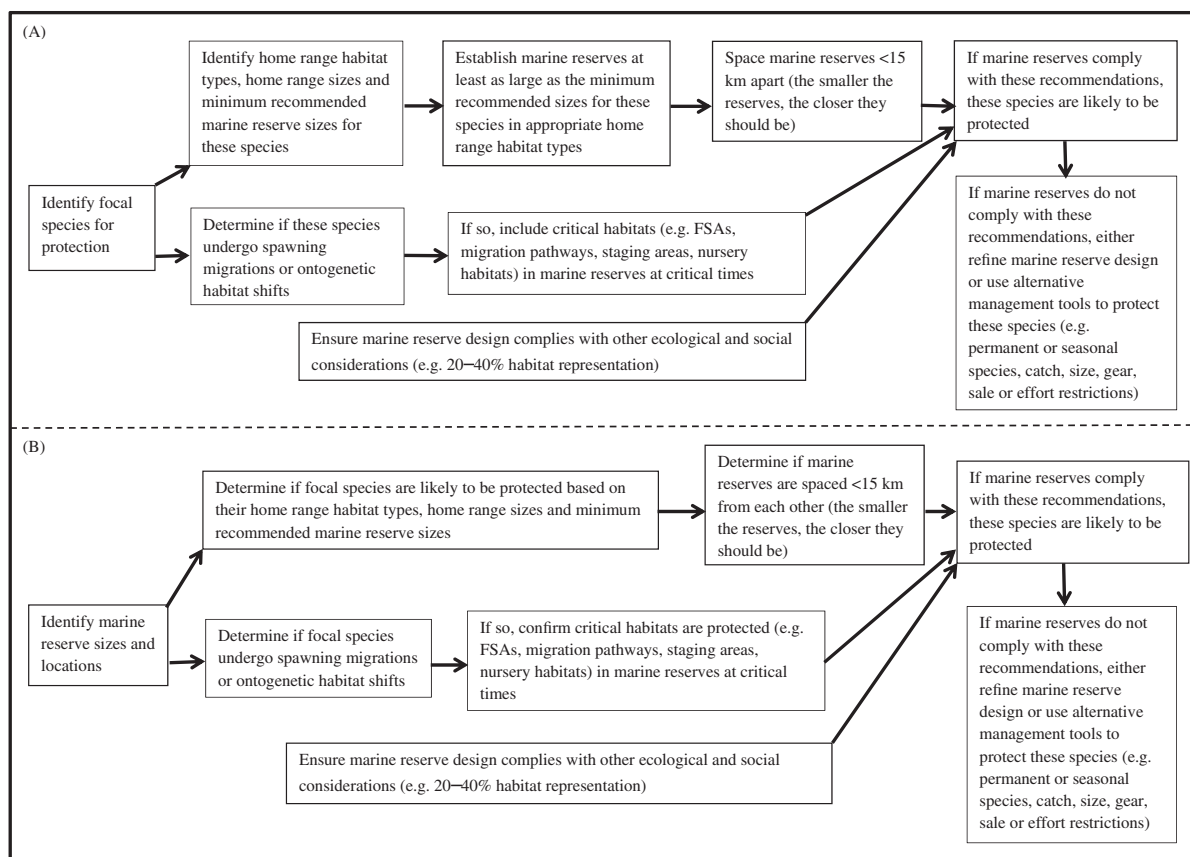 (A)
Identify home range habitat
types, home range sizes and
minimum recommended
marine reserve sizes for
these species
Establish marine reserves at
least as large as the minimum
recommended sizes for these
species in appropriate home
range habitat types
Space marine reserves <15
km apart (the smaller the
reserves, the closer they
should be)
If marine reserves comply
with these recommendations,
these species are likely to be
protected
Identify focal
species for
protection
Determine if these species
undergo spawning
migrations or ontogenetic
habitat shifts
If so, include critical habitats (e.g. FSAs,
migration pathways, staging areas, nursery
habitats) in marine reserves at critical times
Ensure marine reserve design complies with other ecological and social
considerations (e.g. 20–40% habitat representation)
If marine reserves do not
comply with these
recommendations, either
refine marine reserve design
or use alternative
management tools to protect
these species (e.g.
permanent or seasonal
species, catch, size, gear,
sale or effort restrictions)
(B)
Determine if focal species are likely to be protected based on
their home range habitat types, home range sizes and minimum
recommended marine reserve sizes
Determine if marine
reserves are spaced <15 km
from each other (the smaller
the reserves, the closer they
should be)
If marine reserves comply
with these recommendations,
these species are likely to be
protected
Identify marine
reserve sizes and
locations
Determine if focal species
undergo spawning migrations
or ontogenetic habitat shifts
If so, confirm critical habitats are protected (e.g.
FSAs, migration pathways, staging areas,
nursery habitats) in marine reserves at critical
times
Ensure marine reserve design complies with other ecological and social
considerations (e.g. 20–40% habitat representation)
If marine reserves do not
comply with these
recommendations, either
refine marine reserve
design or use alternative
management tools to
protect these species (e.g.
permanent or seasonal
species, catch, size, gear,
sale or effort restrictions)